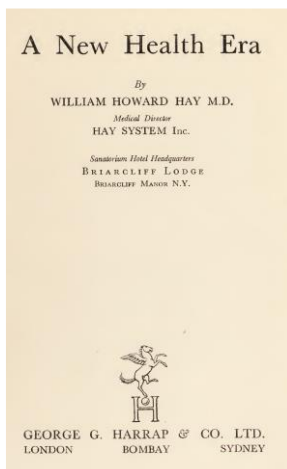 A New Health Era
By
WILLIAM HOWARD HAY M.D.
Medical Director
HAY SYSTEM Inc.
Sanatorium Hotel Headquarters
BRIARCLIFF LODGE
BRIARCLIFF MANOR N.Y.
H
GEORGE G. HARRAP & CO. LTD.
LONDON BOMBAY SYDNEY